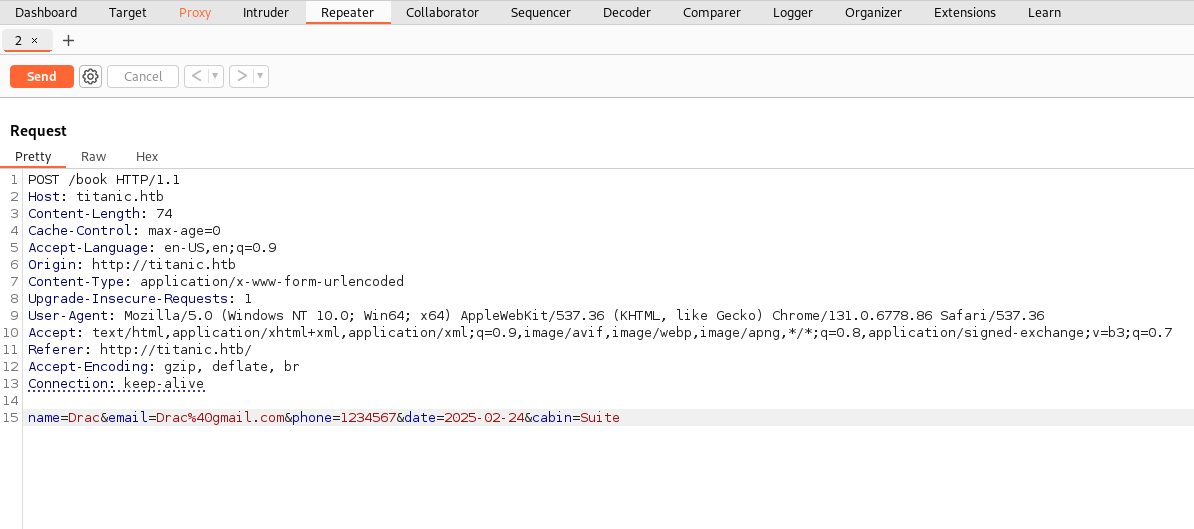 Dashboard Target Proxy Intruder Repeater Collaborator Sequencer Decoder Comparer Logger Organizer Extensions Learn
2 × +
Send Cancel < ▼ > ▼
Request
Pretty Raw Hex
1 POST /book HTTP/1.1
2 Host: titanic.htb
3 Content-Length: 74
4 Cache-Control: max-age=0
5 Accept-Language: en-US,en;q=0.9
6 Origin: http://titanic.htb
7 Content-Type: application/x-www-form-urlencoded
8 Upgrade-Insecure-Requests: 1
9 User-Agent: Mozilla/5.0 (Windows NT 10.0; Win64; x64) AppleWebKit/537.36 (KHTML, like Gecko) Chrome/131.0.6778.86 Safari/537.36
10 Accept: text/html,application/xhtml+xml,application/xml;q=0.9,image/avif,image/webp,image/apng,*/*;q=0.8,application/signed-exchange;v=b3;q=0.7
11 Referer: http://titanic.htb/
12 Accept-Encoding: gzip, deflate, br
13 Connection: keep-alive
14
15 name=Drac&email=Drac%40gmail.com&phone=1234567&date=2025-02-24&cabin=Suite